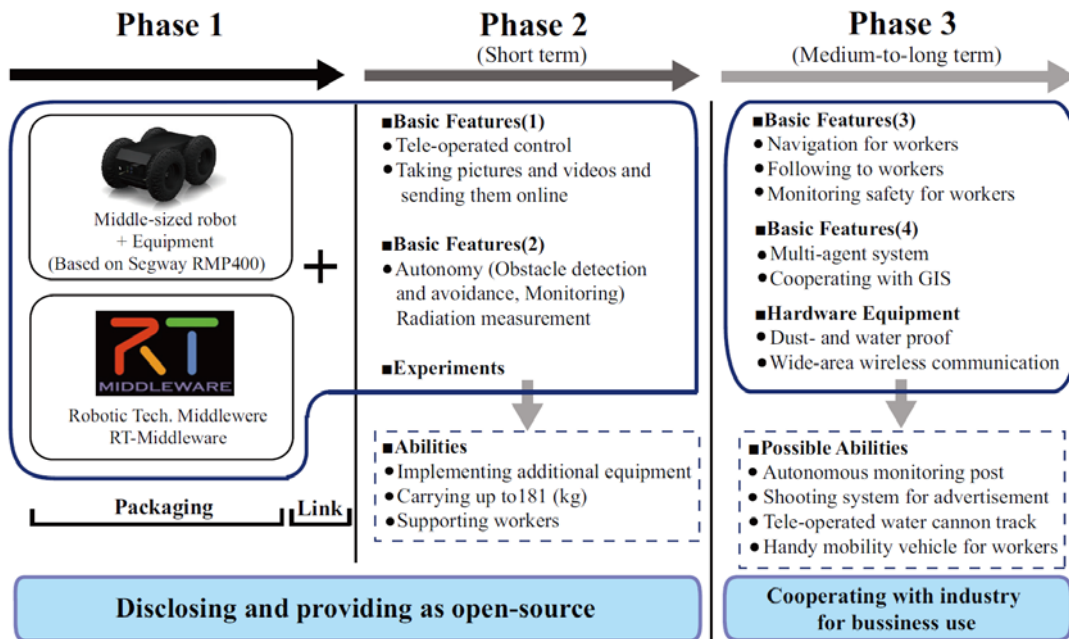 Phase 1
Middle-sized robot
+ Equipment
(Based on Segway RMP400)
+
RT
MIDDLEWARE
Robotic Tech. Middlewere
RT-Middleware
Packaging
Link
Phase 2
(Short term)
■Basic Features(1)
●Tele-operated control
●Taking pictures and videos and
sending them online
■Basic Features(2)
●Autonomy (Obstacle detection
and avoidance, Monitoring)
Radiation measurement
■Experiments
■Abilities
●Implementing additional equipment
●Carrying up to181 (kg)
●Supporting workers
Disclosing and providing as open-source
Phase 3
(Medium-to-long term)
■Basic Features(3)
●Navigation for workers
●Following to workers
●Monitoring safety for workers
■Basic Features(4)
●Multi-agent system
●Cooperating with GIS
■Hardware Equipment
●Dust- and water proof
●Wide-area wireless communication
■Possible Abilities
●Autonomous monitoring post
●Shooting system for advertisement
●Tele-operated water cannon track
●Handy mobility vehicle for workers
Cooperating with industry
for bussiness use